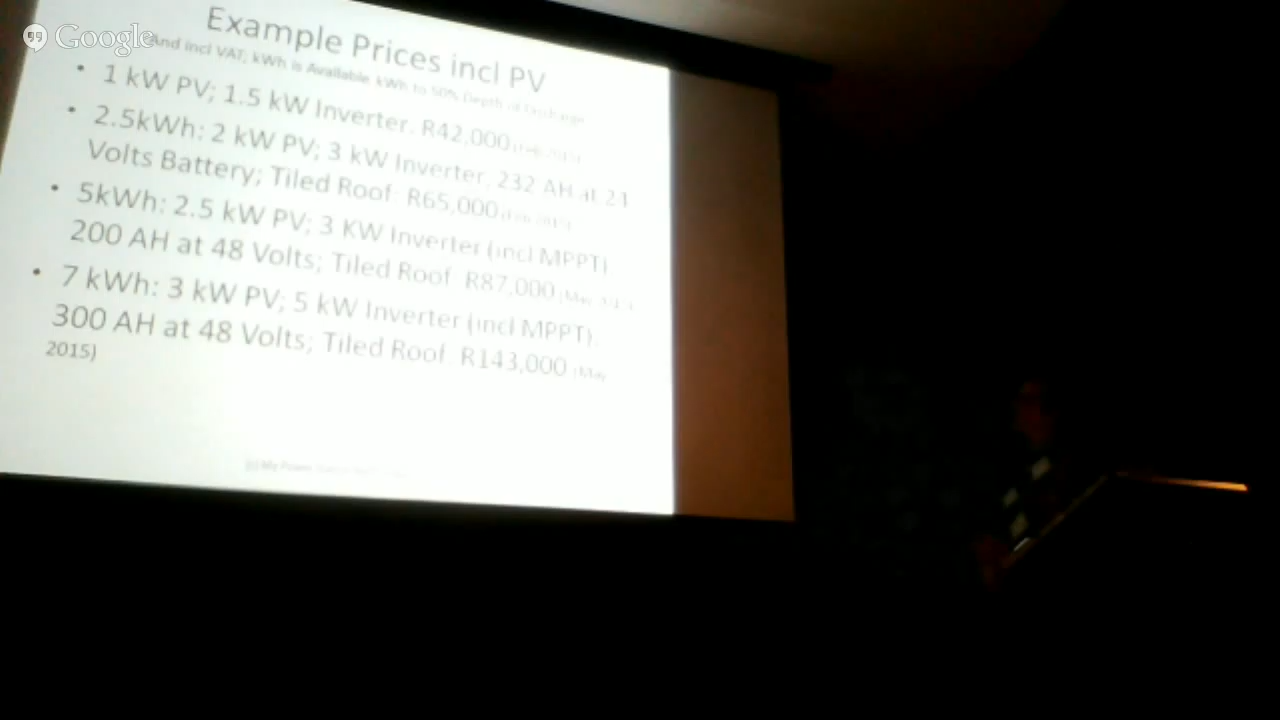 Google
Example Prices incl PV
And incl VAT; kWh is Available kWh to 50% Depth of Discharge
• 1 kW PV; 1.5 kW Inverter. R42,000
• 2.5kWh: 2 kW PV; 3 kW Inverter, 232 AH at 24
Volts Battery; Tiled Roof: R65,000
• 5kWh: 2.5 kW PV; 3 KW Inverter (incl MPPT)
200 AH at 48 Volts; Tiled Roof. R87,000 (May
• 7 kWh: 3 kW PV; 5 kW Inverter (incl MPPT).
300 AH at 48 Volts; Tiled Roof. R143,000 (May
2015)
(c) My Power